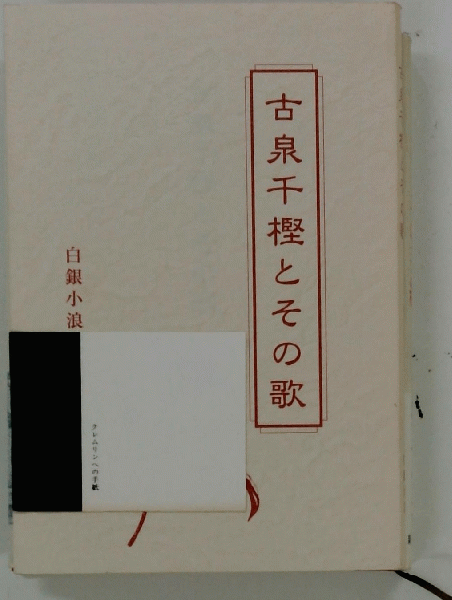 古泉千樫とその歌
白銀小浪
クレムリンへの手紙